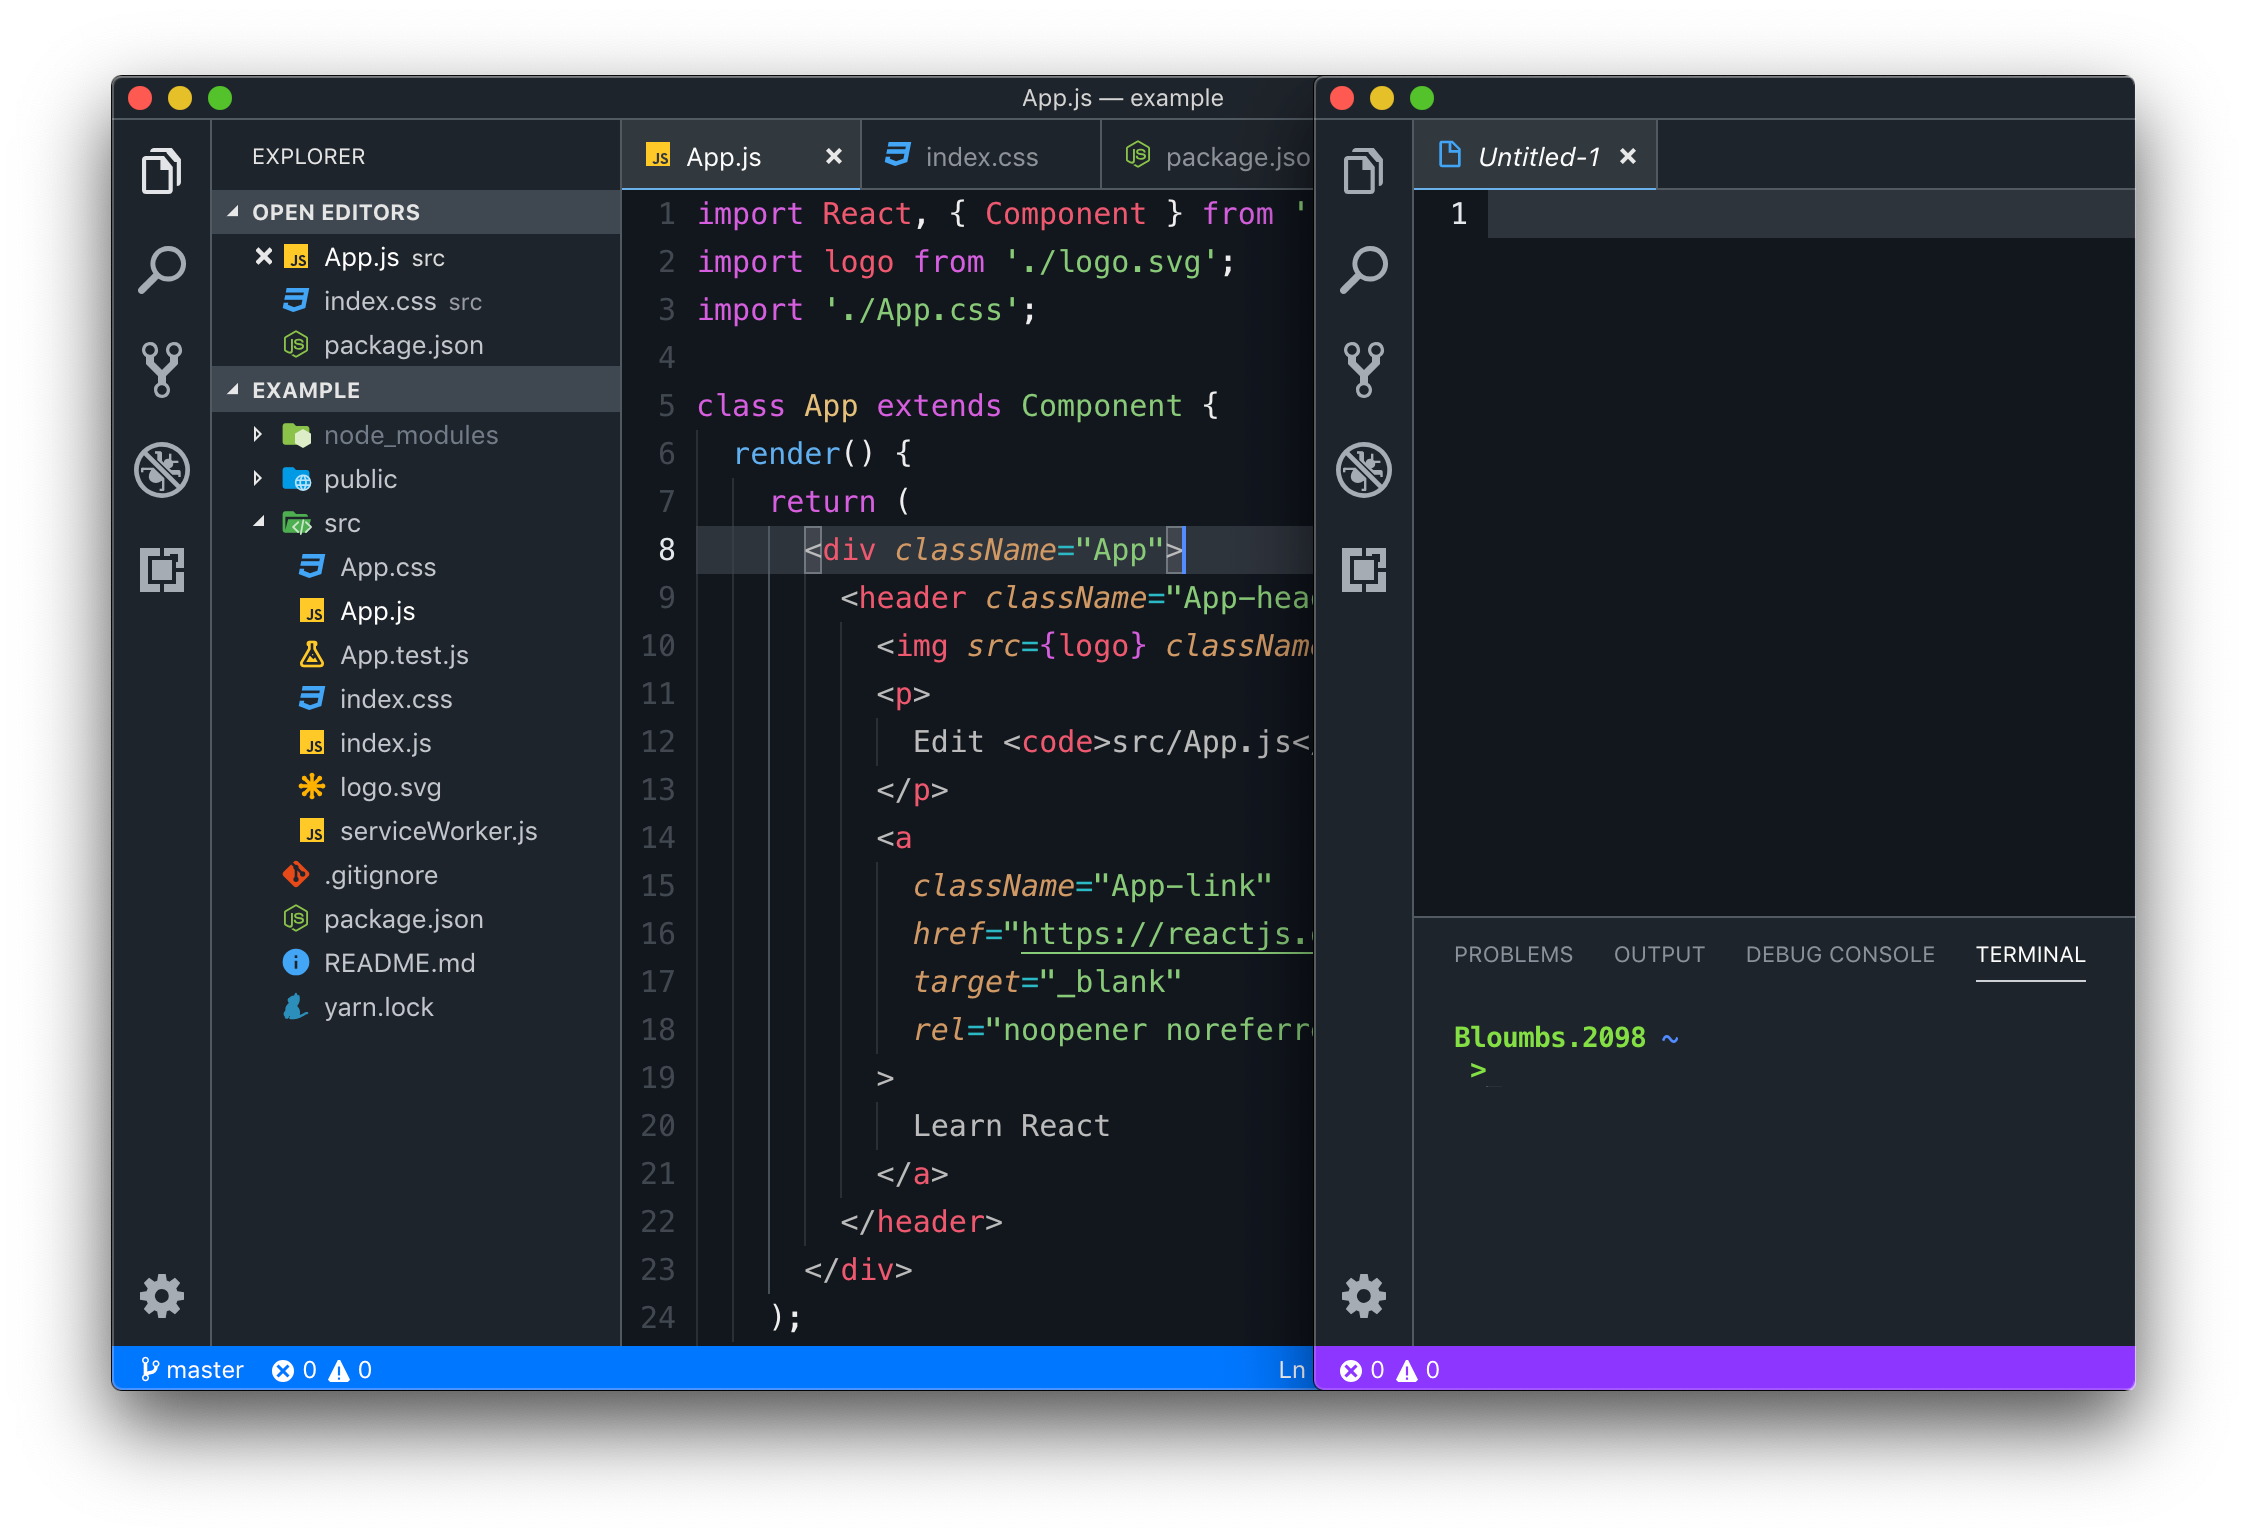 App.js — example
EXPLORER
OPEN EDITORS
App.js src
index.css src
package.json
EXAMPLE
node_modules
public
src
App.css
App.js
App.test.js
index.css
index.js
logo.svg
serviceWorker.js
.gitignore
package.json
README.md
yarn.lock
App.js index.css package.jso
1 import React, { Component } from '
2 import logo from './logo.svg';
3 import './App.css';
4
5 class App extends Component {
6 render() {
7 return (
8 <div className="App">
9 <header className="App-head
10 <img src={logo} className
11 <p>
12 Edit <code>src/App.js</
13 </p>
14 <a
15 className="App-link"
16 href="https://reactjs.
17 target="_blank"
18 rel="noopener noreferre
19 >
20 Learn React
21 </a>
22 </header>
23 </div>
24 );
master 0 0 Ln
Untitled-1
1
PROBLEMS OUTPUT DEBUG CONSOLE TERMINAL
Bloumbs.2098 ~
>_
0 0